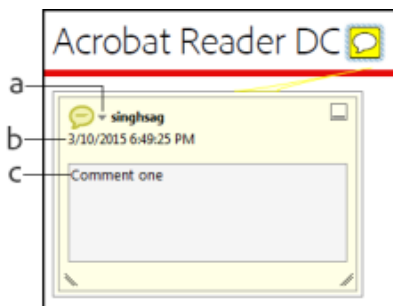 Acrobat Reader DC
a
singhsag
b
3/10/2015 6:49:25 PM
c
Comment one